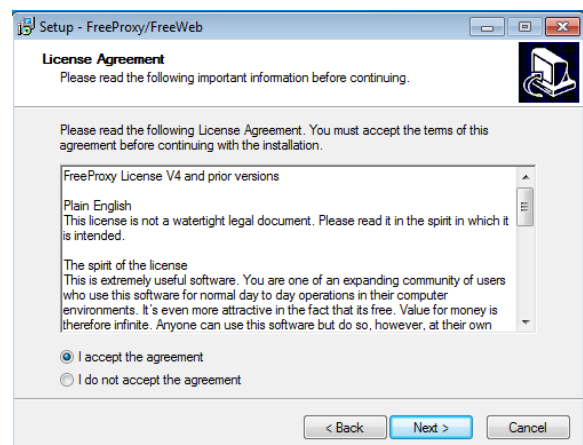 Setup - FreeProxy/FreeWeb
License Agreement
Please read the following important information before continuing.
Please read the following License Agreement. You must accept the terms of this
agreement before continuing with the installation.
FreeProxy License V4 and prior versions
Plain English
This license is not a watertight legal document. Please read it in the spirit in which it
is intended.
The spirit of the license
This is extremely useful software. You are one of an expanding community of users
who use this software for normal day to day operations in their computer
environments. It's even more attractive in the fact that its free. Value for money is
therefore infinite. Anyone can use this software but do so, however, at their own
I accept the agreement
I do not accept the agreement
< Back Next > Cancel